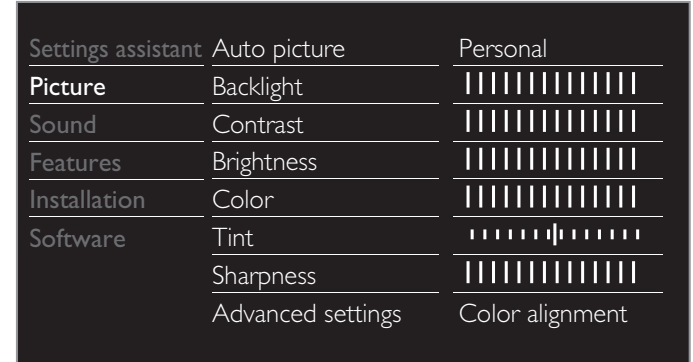 Settings assistant Auto picture Personal
Picture Backlight
Sound Contrast
Features Brightness
Installation Color
Software Tint
Sharpness
Advanced settings Color alignment